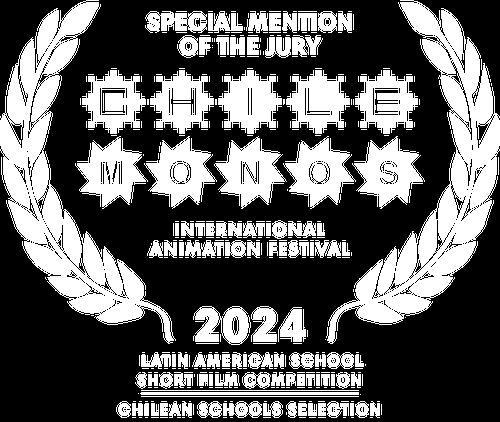 SPECIAL MENTION
OF THE JURY
CHILE
MONOS
INTERNATIONAL
ANIMATION FESTIVAL
2024
LATIN AMERICAN SCHOOL
SHORT FILM COMPETITION
CHILEAN SCHOOLS SELECTION